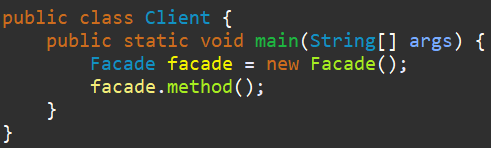 public class Client {
    public static void main(String[] args) {
        Facade facade = new Facade();
        facade.method();
    }
}